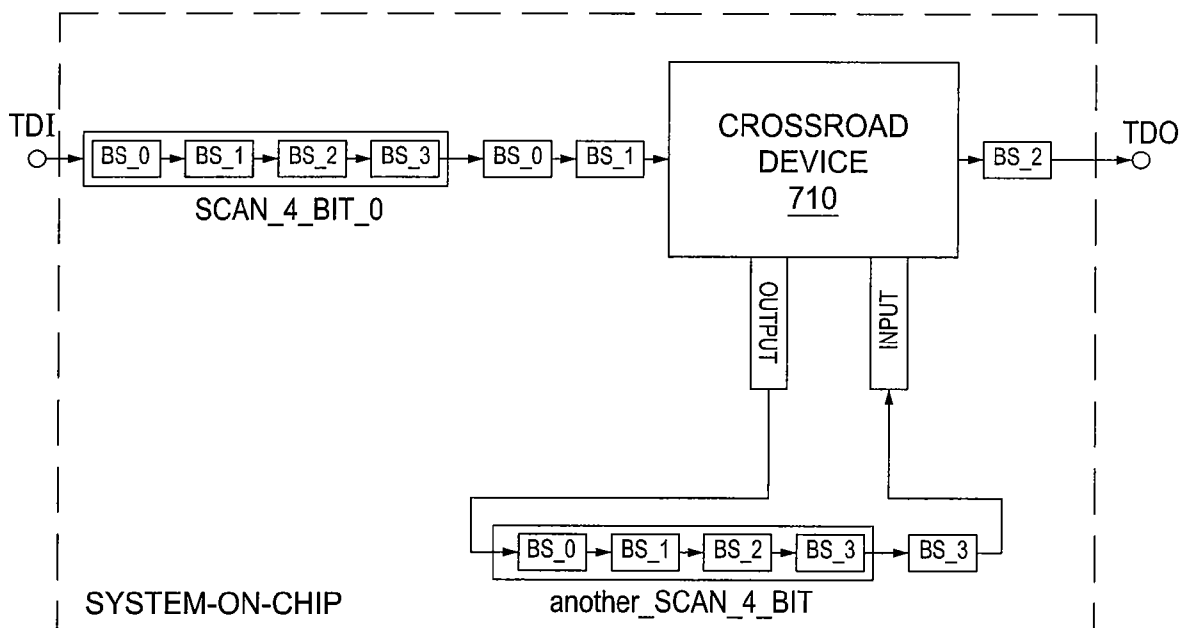 TDI
TDO
BS_0 BS_1 BS_2 BS_3 BS_0 BS_1
SCAN_4_BIT_0
CROSSROAD
DEVICE
710
BS_2
OUTPUT
INPUT
BS_0 BS_1 BS_2 BS_3 BS_3
another_SCAN_4_BIT
SYSTEM-ON-CHIP